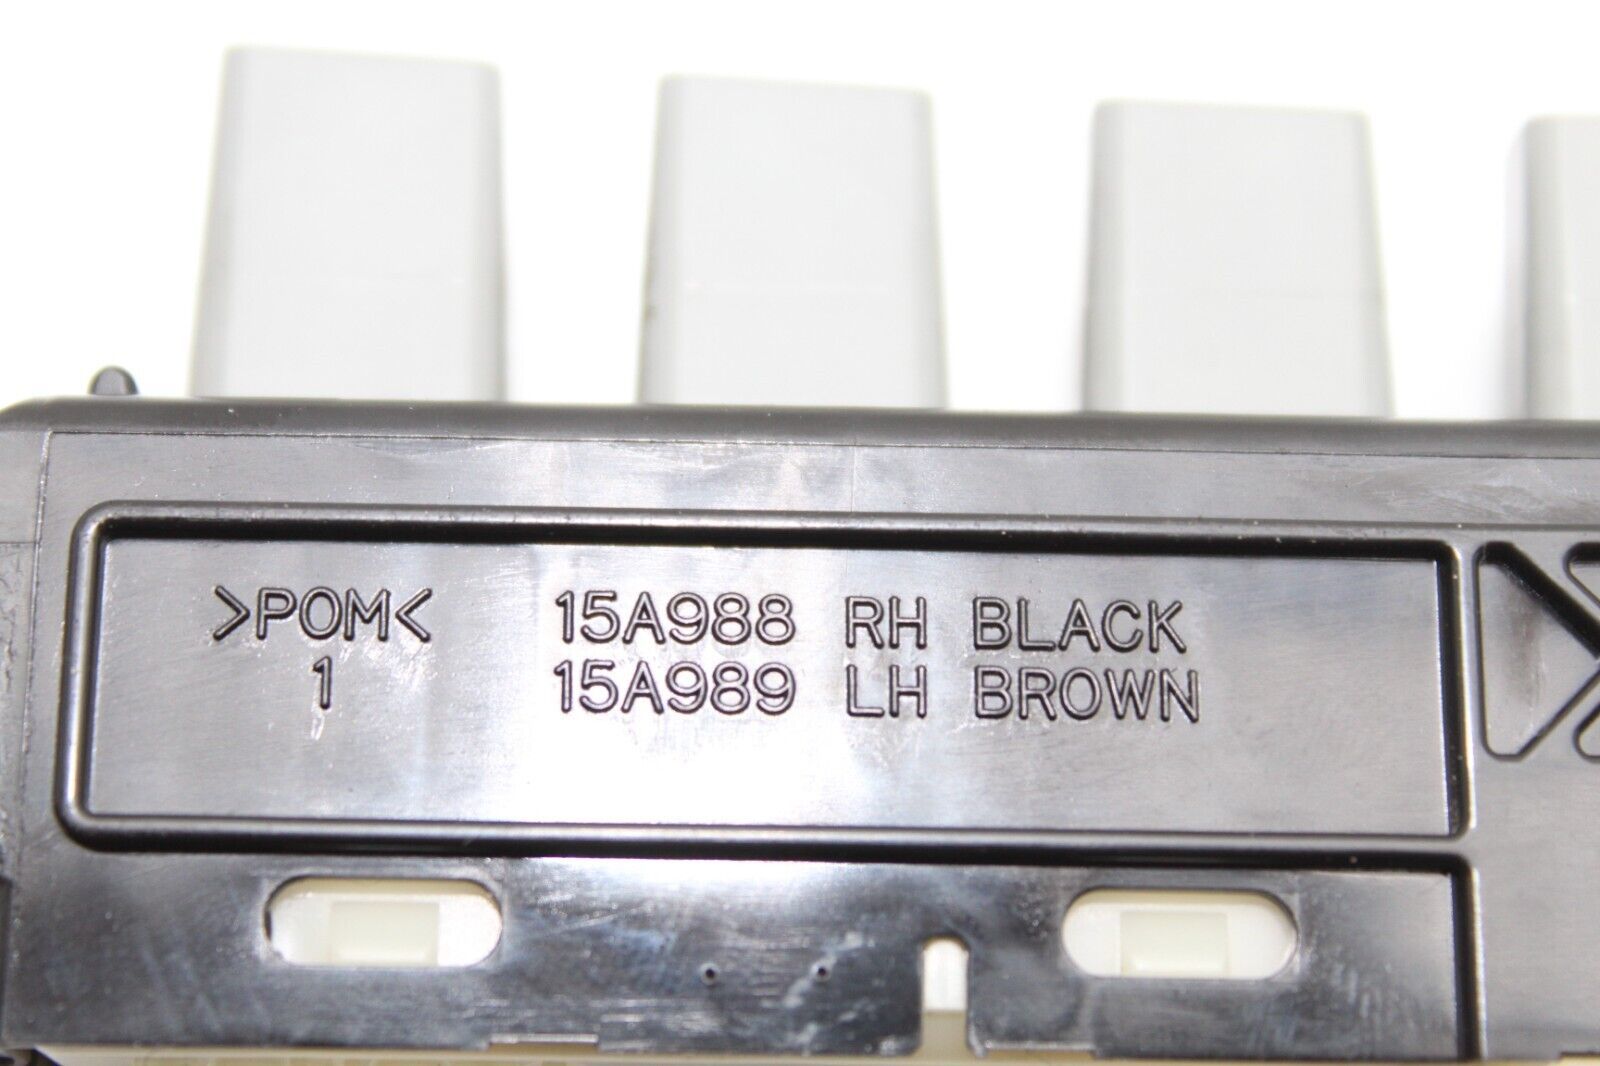 >POM< 15A988 RH BLACK
1 15A989 LH BROWN